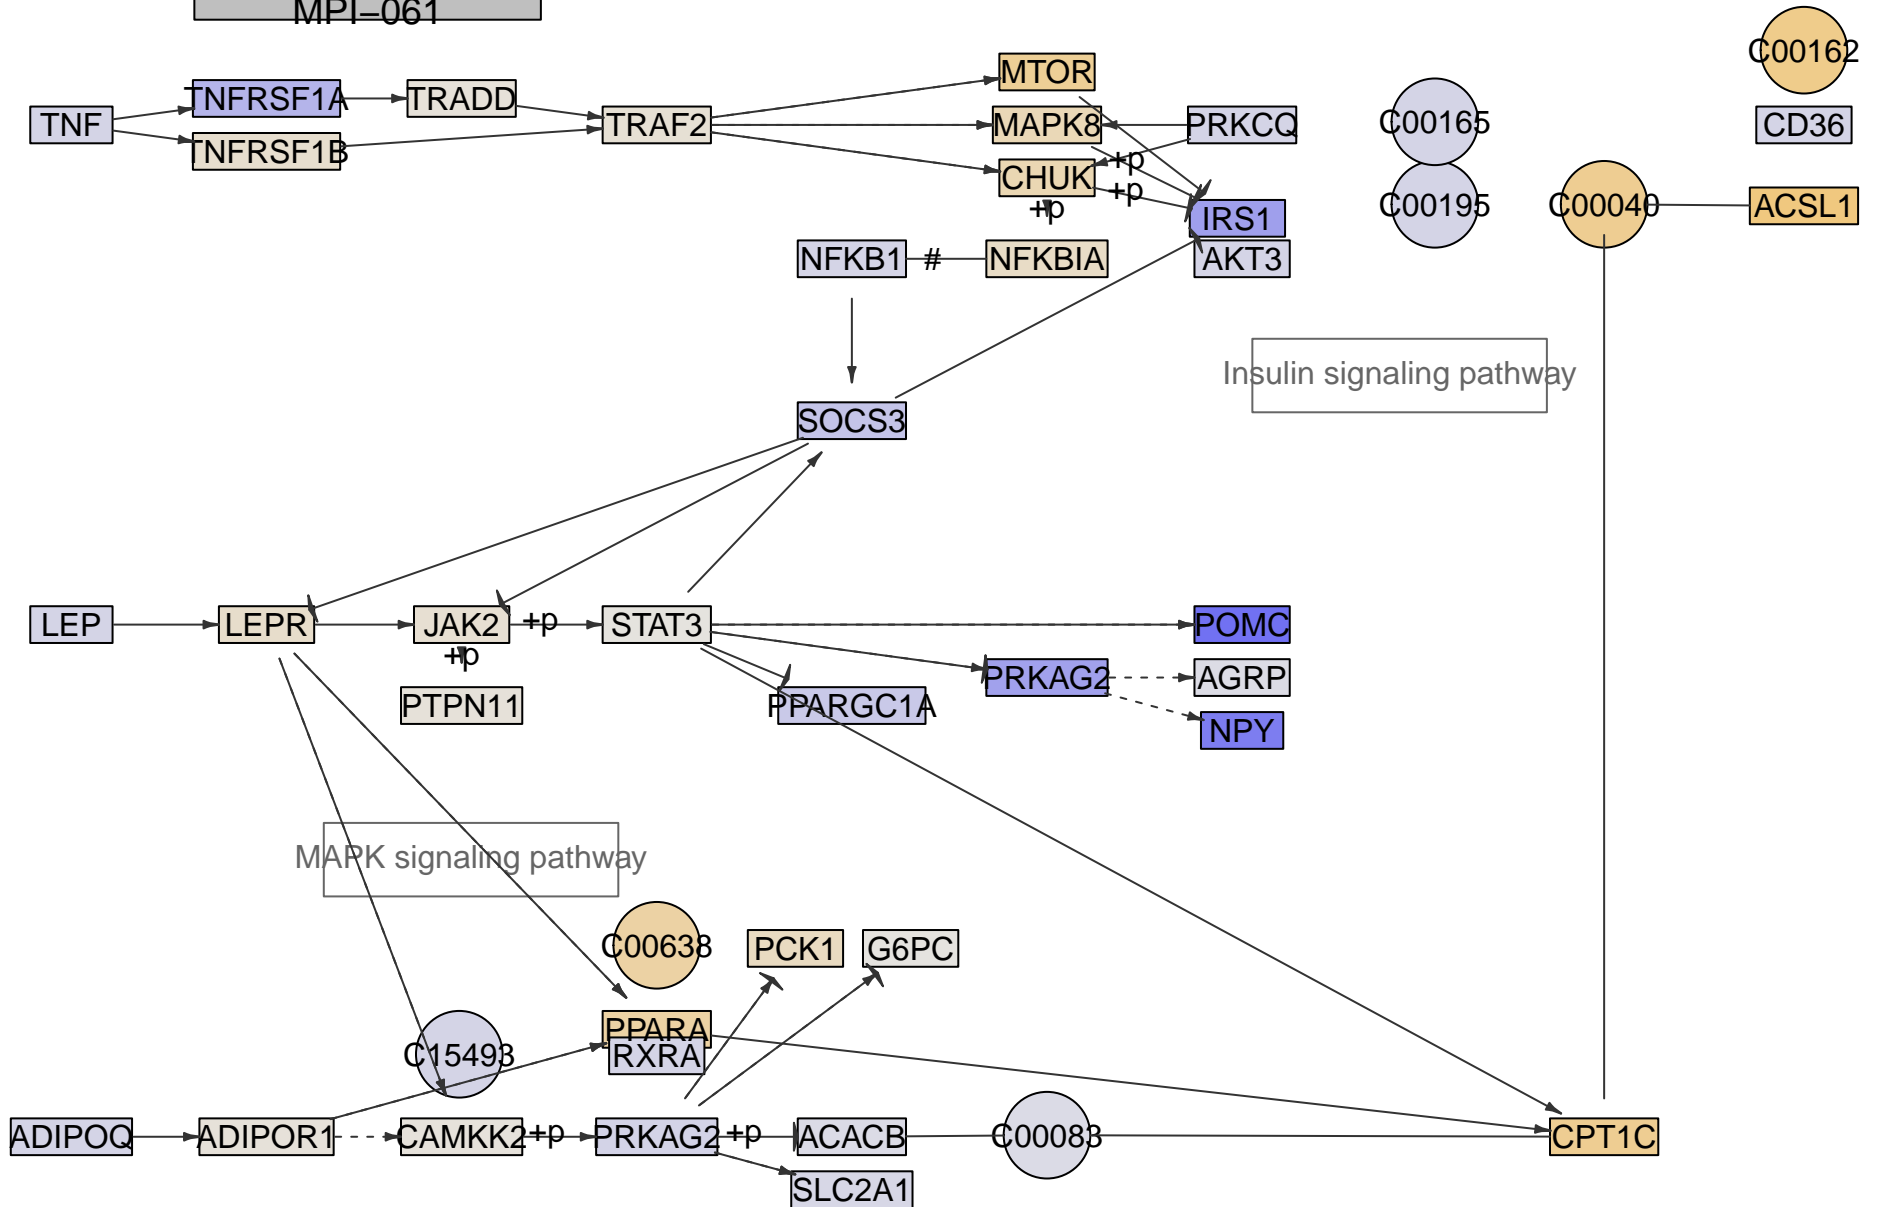 MPI−061
C00162
TNF
TNFRSF1A
TNFRSF1B
TRADD
TRAF2
MTOR
MAPK8
CHUK
+p
+p
+p
PRKCQ
IRS1
AKT3
C00165
C00195
C00040
CD36
ACSL1
NFKB1
#
NFKBIA
Insulin signaling pathway
SOCS3
LEP
LEPR
JAK2
+p
+p
STAT3
POMC
PTPN11
PPARGC1A
PRKAG2
AGRP
NPY
MAPK signaling pathway
C00638
PCK1
G6PC
C15493
PPARA
RXRA
ADIPOQ
ADIPOR1
CAMKK2
+p
PRKAG2
+p
ACACB
C00083
CPT1C
SLC2A1